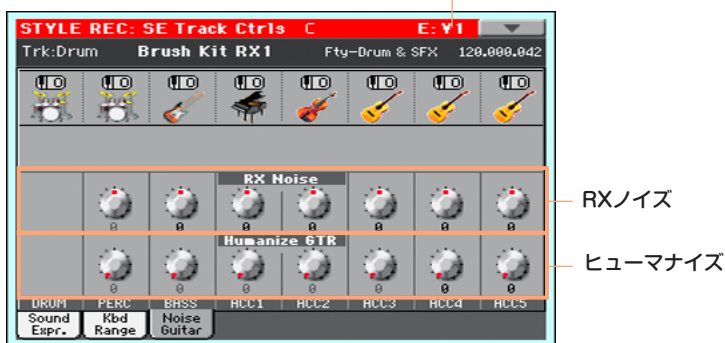 STYLE REC: SE Track Ctrls C E: ¥1
Trk:Drum Brush Kit RX1 Fty-Drum & SFX 120.000.042
RX Noise
0 0 0 0 0 0 0
RXノイズ
Humanize GTR
0 0 0 0 0 0 0
ヒューマナイズ
DRUM PERC BASS ACC1 ACC2 ACC3 ACC4 ACC5
Sound Expr.
Kbd Range
Noise Guitar